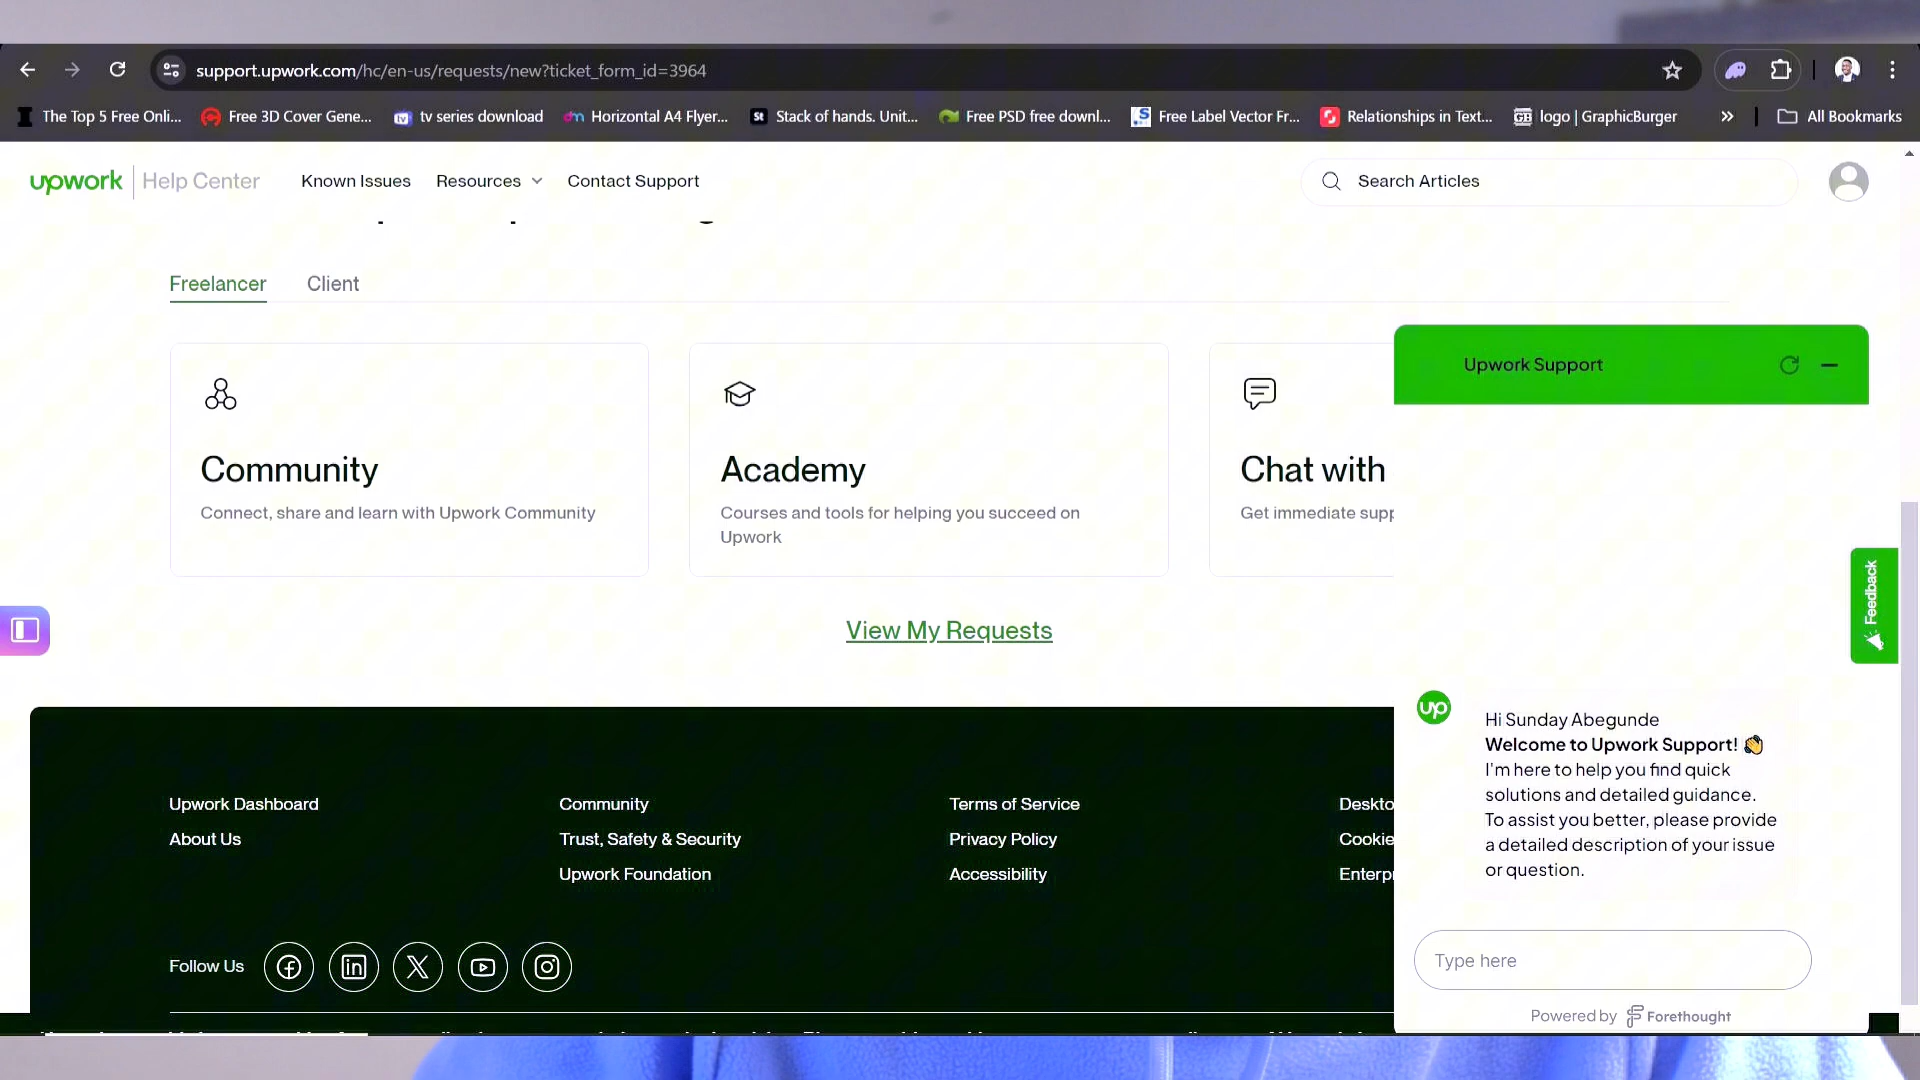 support.upwork.com/hc/en-us/requests/new?ticket_form_id=3964
The Top 5 Free Onli... Free 3D Cover Gene... tv series download Horizontal A4 Flyer... Stack of hands. Unit... Free PSD free downl... Free Label Vector Fr... Relationships in Text... logo | GraphicBurger » All Bookmarks
upwork Help Center Known Issues Resources Contact Support Search Articles
Freelancer Client
Community
Connect, share and learn with Upwork Community
Academy
Courses and tools for helping you succeed on
Upwork
Chat with
Get immediate supp
View My Requests
Upwork Support
Feedback
up
Hi Sunday Abegunde
Welcome to Upwork Support! 👋
I'm here to help you find quick
solutions and detailed guidance.
To assist you better, please provide
a detailed description of your issue
or question.
Type here
Powered by Forethought
Upwork Dashboard
About Us
Community
Trust, Safety & Security
Upwork Foundation
Terms of Service
Privacy Policy
Accessibility
Deskto
Cookie
Enterp
Follow Us